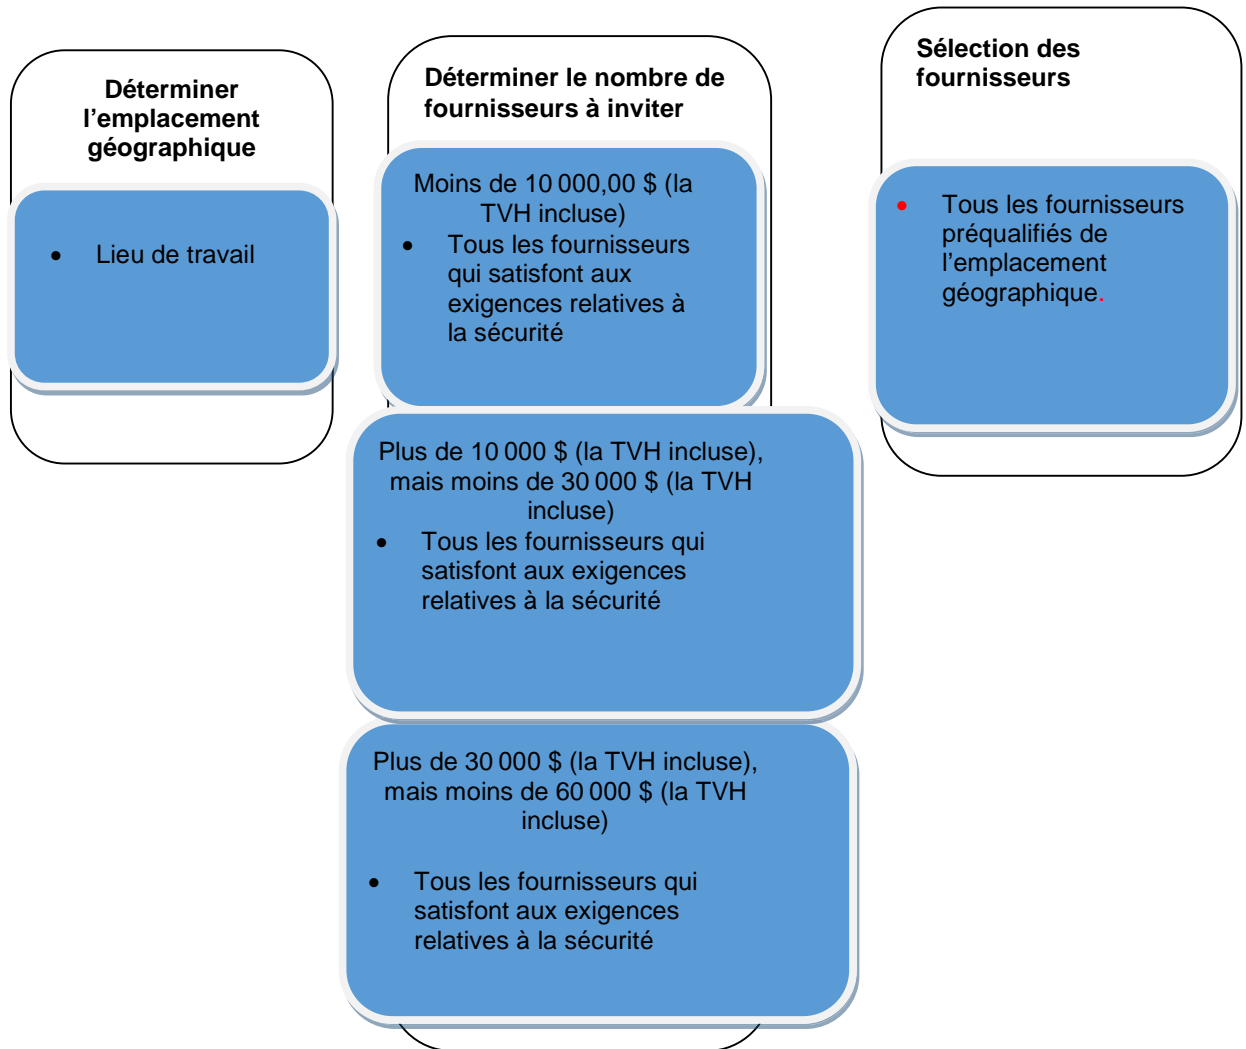 Déterminer
l’emplacement
géographique
• Lieu de travail
Déterminer le nombre de
fournisseurs à inviter
Moins de 10 000,00 $ (la
TVH incluse)
• Tous les fournisseurs
qui satisfont aux
exigences relatives à
la sécurité
Plus de 10 000 $ (la TVH incluse),
mais moins de 30 000 $ (la TVH
incluse)
• Tous les fournisseurs qui
satisfont aux exigences
relatives à la sécurité
Plus de 30 000 $ (la TVH incluse),
mais moins de 60 000 $ (la TVH
incluse)
• Tous les fournisseurs qui
satisfont aux exigences
relatives à la sécurité
Sélection des
fournisseurs
• Tous les fournisseurs
préqualifiés de
l’emplacement
géographique.